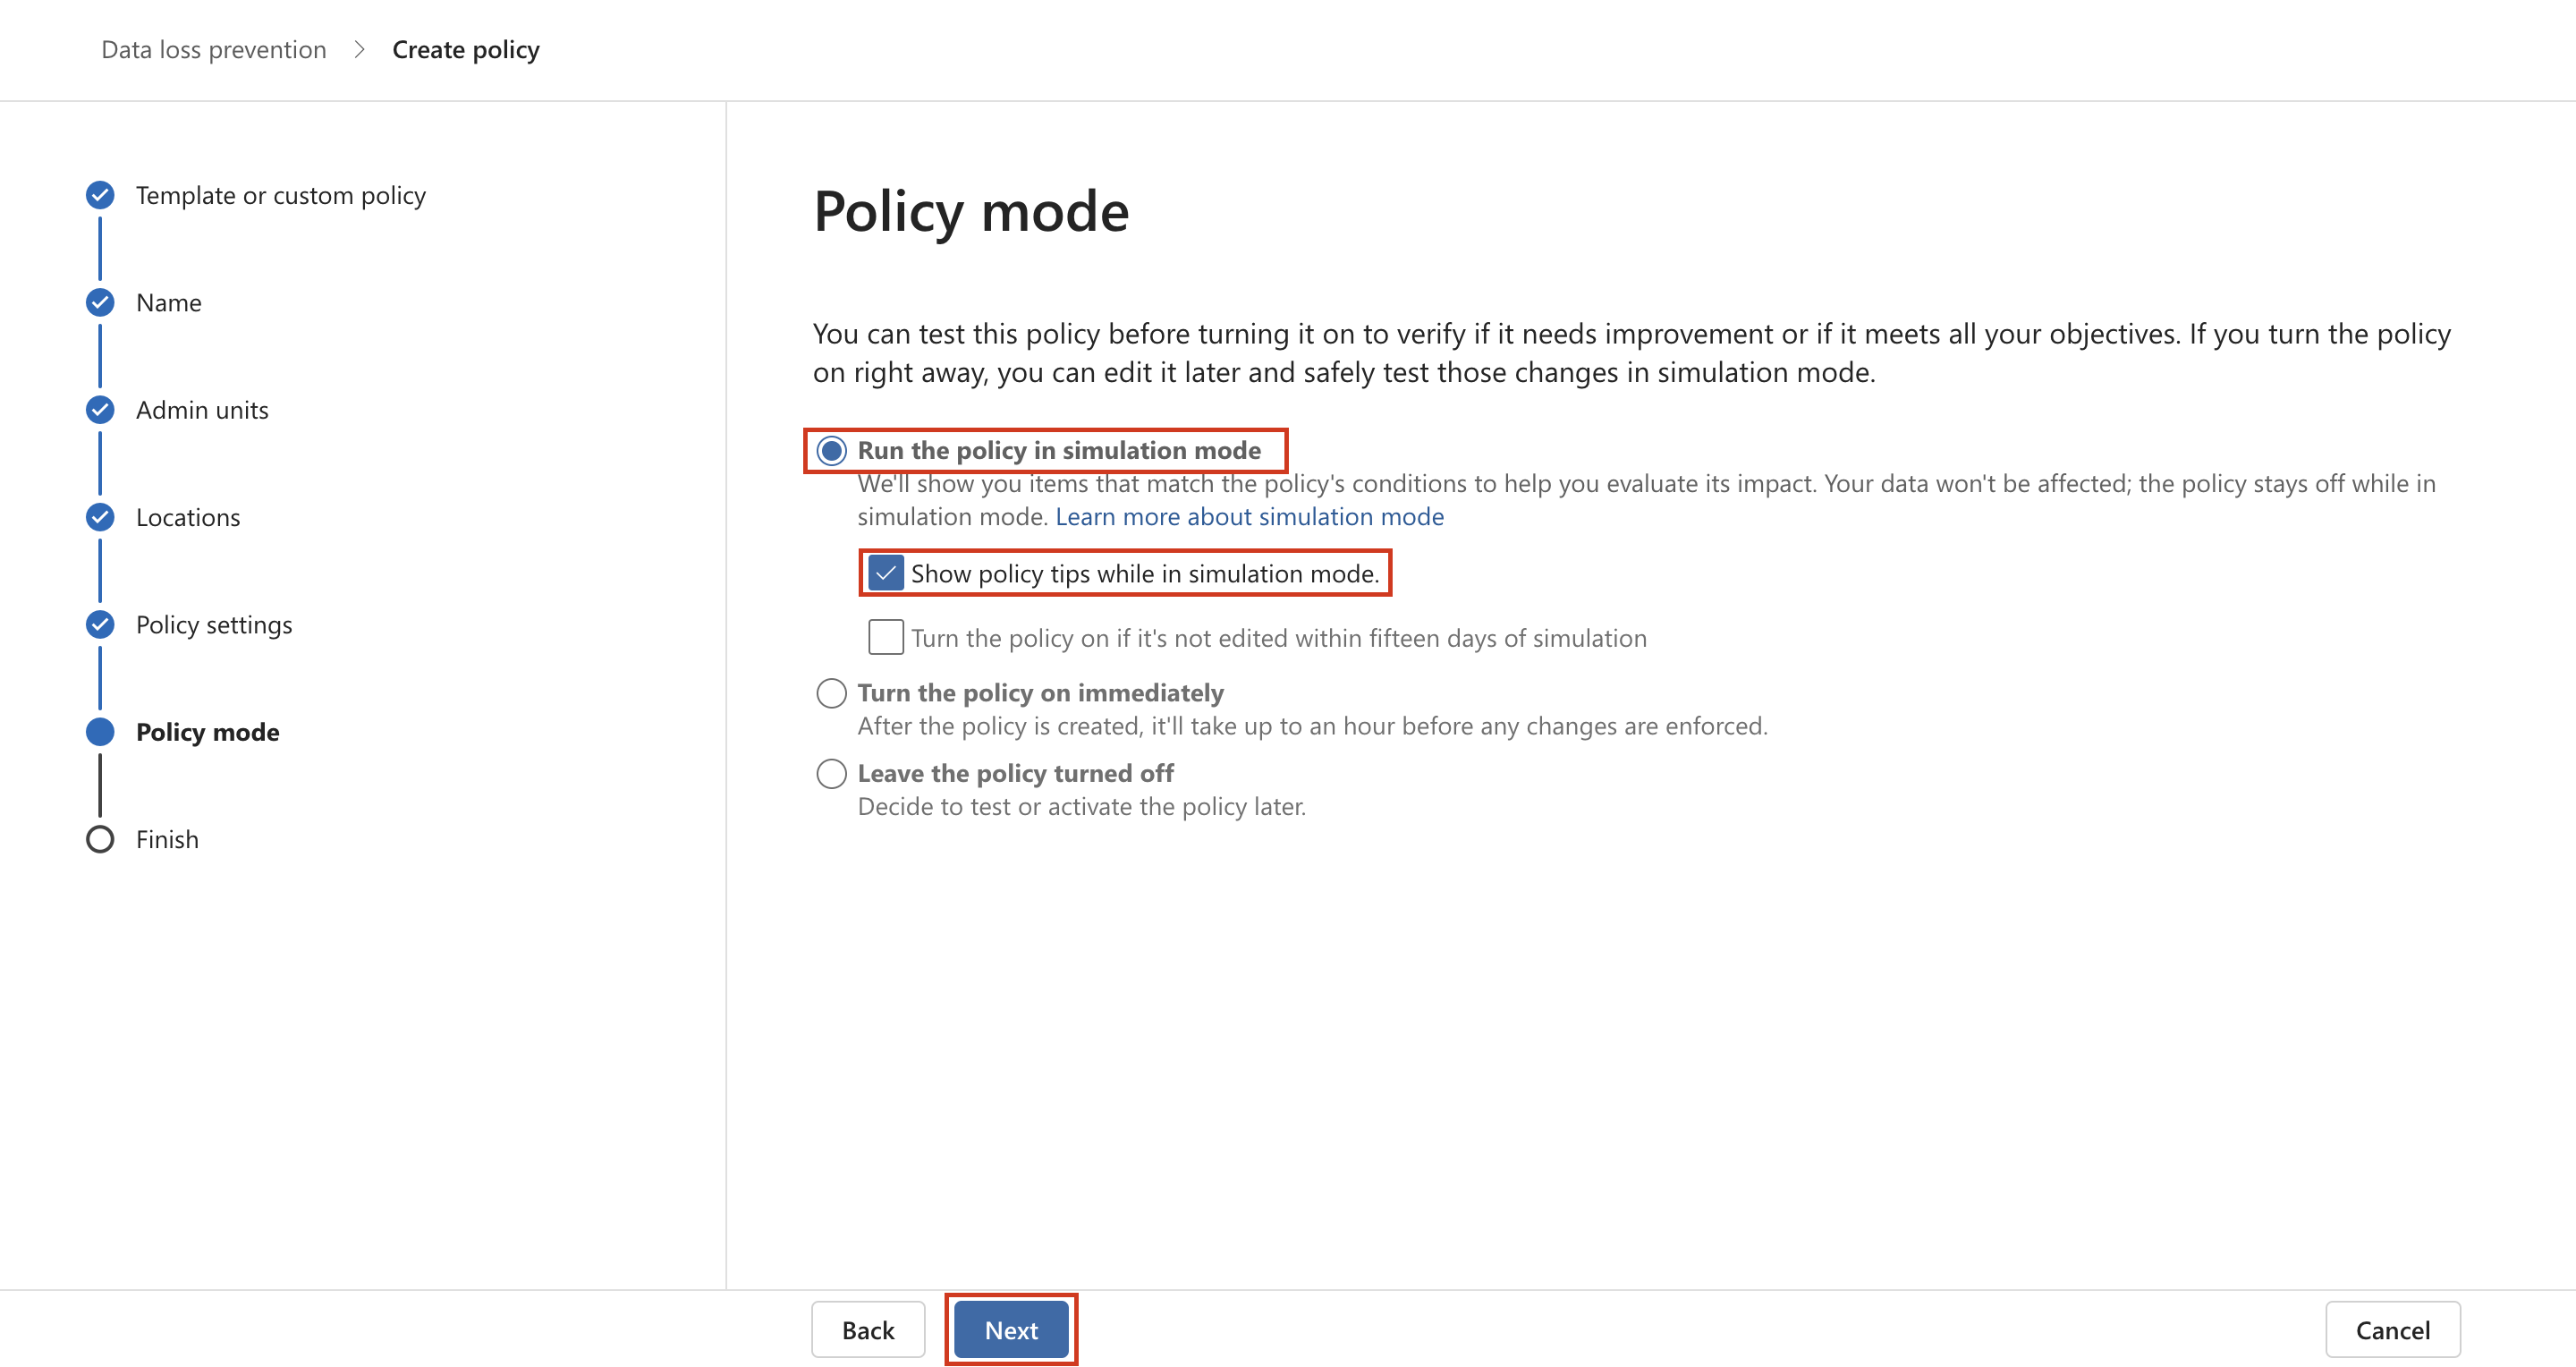 Data loss prevention > Create policy
Template or custom policy
Name
Admin units
Locations
Policy settings
Policy mode
Finish
Policy mode
You can test this policy before turning it on to verify if it needs improvement or if it meets all your objectives. If you turn the policy
on right away, you can edit it later and safely test those changes in simulation mode.
Run the policy in simulation mode
We'll show you items that match the policy's conditions to help you evaluate its impact. Your data won't be affected; the policy stays off while in
simulation mode. Learn more about simulation mode
Show policy tips while in simulation mode.
Turn the policy on if it's not edited within fifteen days of simulation
Turn the policy on immediately
After the policy is created, it'll take up to an hour before any changes are enforced.
Leave the policy turned off
Decide to test or activate the policy later.
Back
Next
Cancel